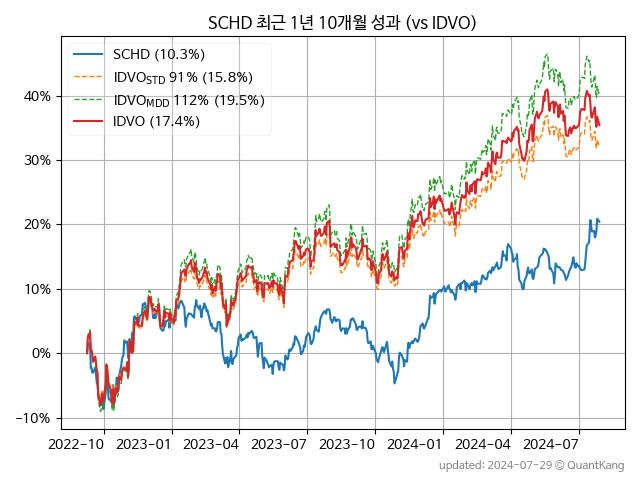 SCHD 최근 1년 10개월 성과 (vs IDVO)
SCHD (10.3%)
IDVO_STD 91% (15.8%)
IDVO_MDD 112% (19.5%)
IDVO (17.4%)
40%
30%
20%
10%
0%
−10%
2022-10 2023-01 2023-04 2023-07 2023-10 2024-01 2024-04 2024-07
updated: 2024-07-29 © QuantKang